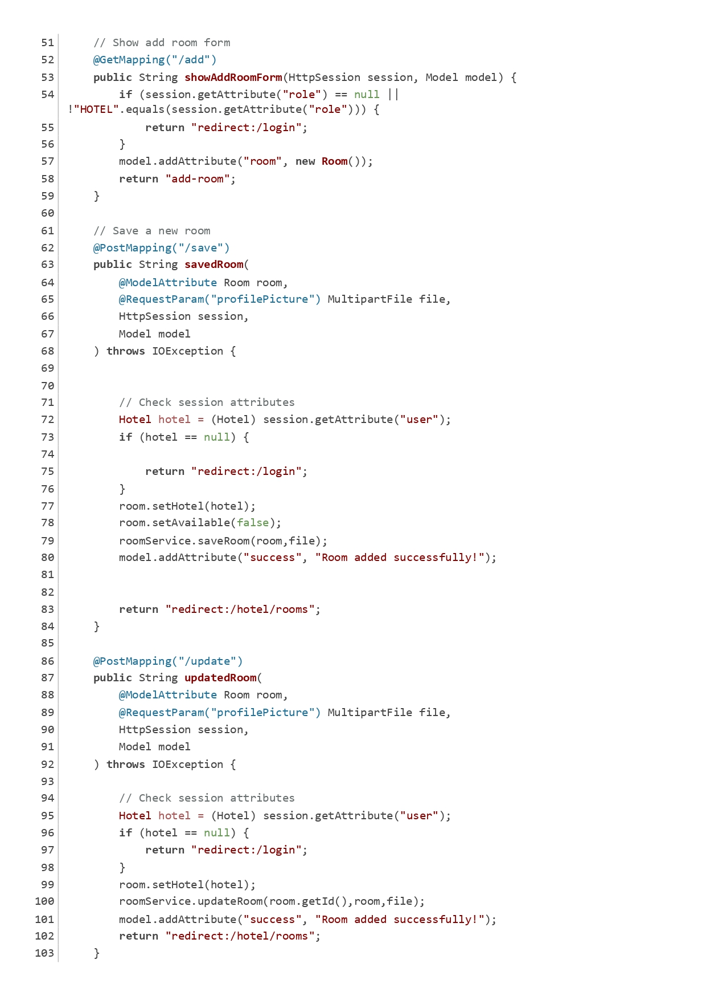 51     // Show add room form
52     @GetMapping("/add")
53     public String showAddRoomForm(HttpSession session, Model model) {
54         if (session.getAttribute("role") == null ||
!"HOTEL".equals(session.getAttribute("role"))) {
55             return "redirect:/login";
56         }
57         model.addAttribute("room", new Room());
58         return "add-room";
59     }
60
61     // Save a new room
62     @PostMapping("/save")
63     public String savedRoom(
64         @ModelAttribute Room room,
65         @RequestParam("profilePicture") MultipartFile file,
66         HttpSession session,
67         Model model
68     ) throws IOException {
69
70
71         // Check session attributes
72         Hotel hotel = (Hotel) session.getAttribute("user");
73         if (hotel == null) {
74
75             return "redirect:/login";
76         }
77         room.setHotel(hotel);
78         room.setAvailable(false);
79         roomService.saveRoom(room,file);
80         model.addAttribute("success", "Room added successfully!");
81
82
83         return "redirect:/hotel/rooms";
84     }
85
86     @PostMapping("/update")
87     public String updatedRoom(
88         @ModelAttribute Room room,
89         @RequestParam("profilePicture") MultipartFile file,
90         HttpSession session,
91         Model model
92     ) throws IOException {
93
94         // Check session attributes
95         Hotel hotel = (Hotel) session.getAttribute("user");
96         if (hotel == null) {
97             return "redirect:/login";
98         }
99         room.setHotel(hotel);
100         roomService.updateRoom(room.getId(),room,file);
101         model.addAttribute("success", "Room added successfully!");
102         return "redirect:/hotel/rooms";
103     }